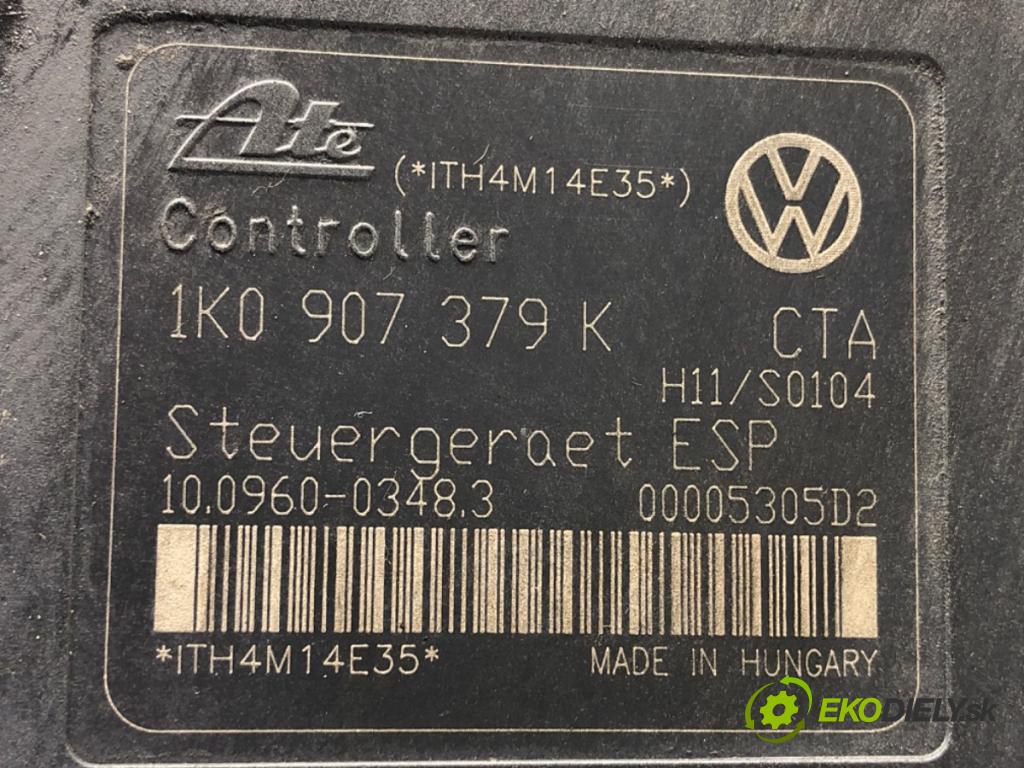 Ate
(*ITH4M14E35*)
Controller
1K0 907 379 K CTA
H11/S0104
Steuergeraet ESP
10.0960-0348.3 00005305D2
*ITH4M14E35* MADE IN HUNGARY
EKODIELY.sk